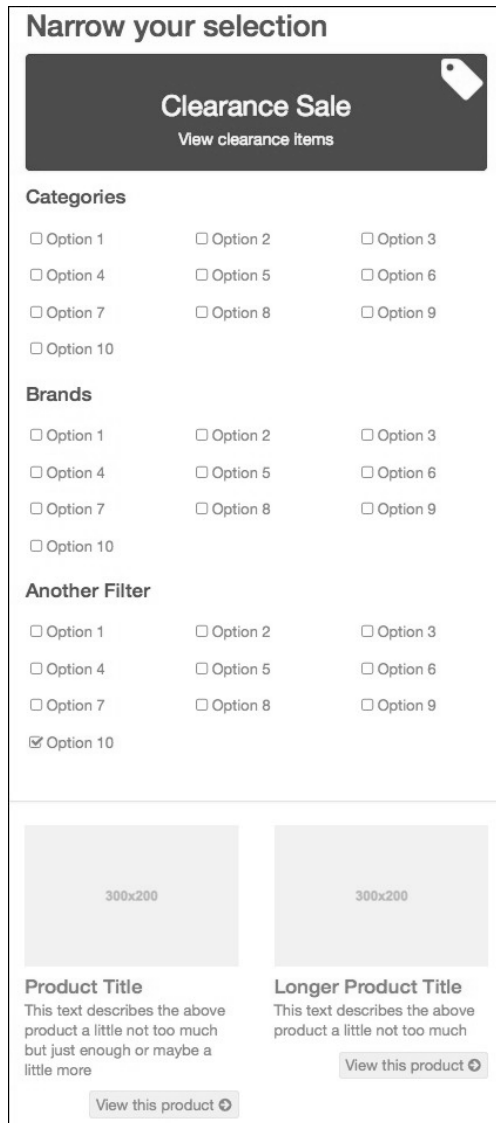 Narrow your selection
Clearance Sale
View clearance items
Categories
Option 1 Option 2 Option 3
Option 4 Option 5 Option 6
Option 7 Option 8 Option 9
Option 10
Brands
Option 1 Option 2 Option 3
Option 4 Option 5 Option 6
Option 7 Option 8 Option 9
Option 10
Another Filter
Option 1 Option 2 Option 3
Option 4 Option 5 Option 6
Option 7 Option 8 Option 9
Option 10
300x200
Product Title
This text describes the above
product a little not too much
but just enough or maybe a
little more
View this product
300x200
Longer Product Title
This text describes the above
product a little not too much
View this product